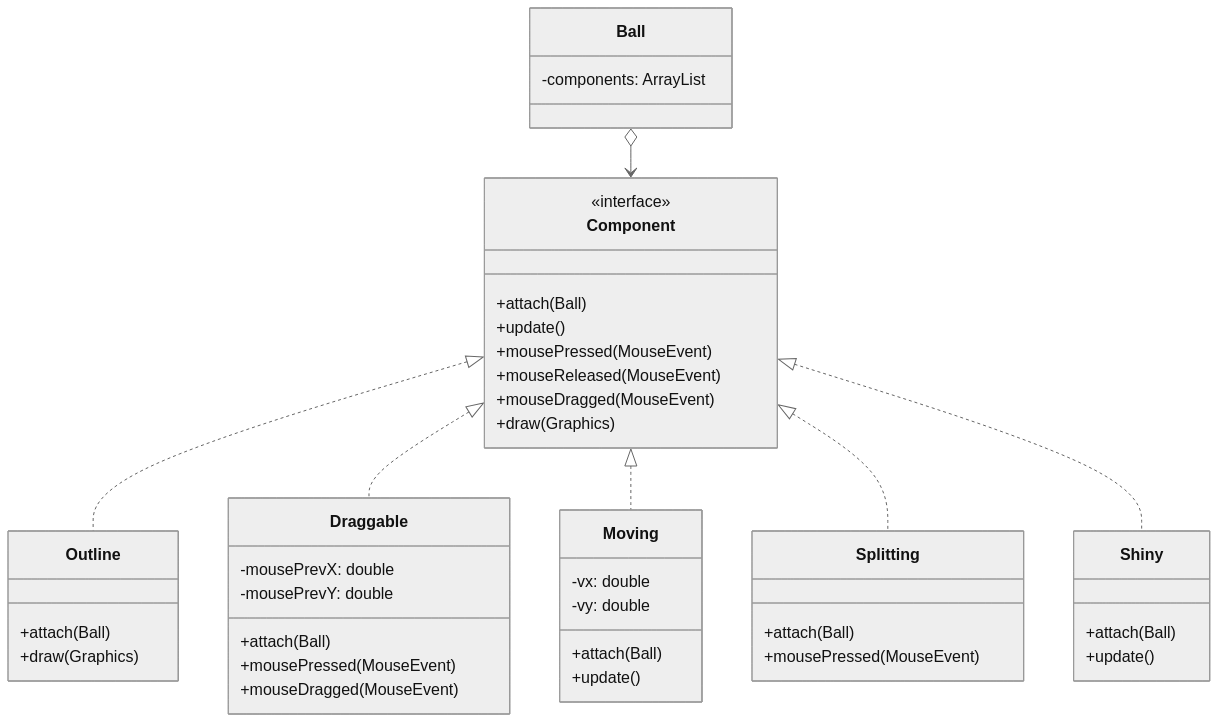 Ball
-components: ArrayList
«interface»
Component
+attach(Ball)
+update()
+mousePressed(MouseEvent)
+mouseReleased(MouseEvent)
+mouseDragged(MouseEvent)
+draw(Graphics)
Outline
+attach(Ball)
+draw(Graphics)
Draggable
-mousePrevX: double
-mousePrevY: double
+attach(Ball)
+mousePressed(MouseEvent)
+mouseDragged(MouseEvent)
Moving
-vx: double
-vy: double
+attach(Ball)
+update()
Splitting
+attach(Ball)
+mousePressed(MouseEvent)
Shiny
+attach(Ball)
+update()